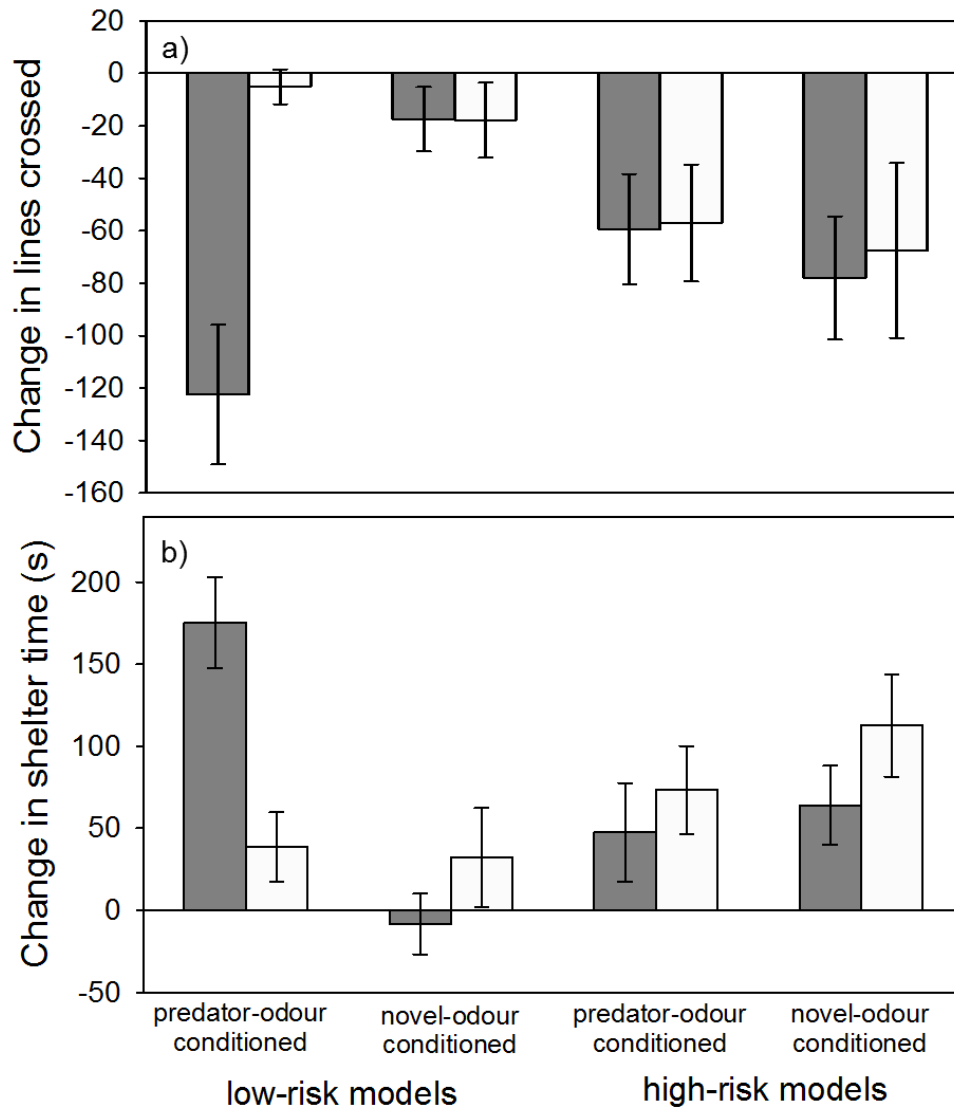 a)
20
0
-20
-40
-60
-80
-100
-120
-140
-160
Change in lines crossed
b)
200
150
100
50
0
-50
Change in shelter time (s)
predator-odour
conditioned
novel-odour
conditioned
predator-odour
conditioned
novel-odour
conditioned
low-risk models
high-risk models